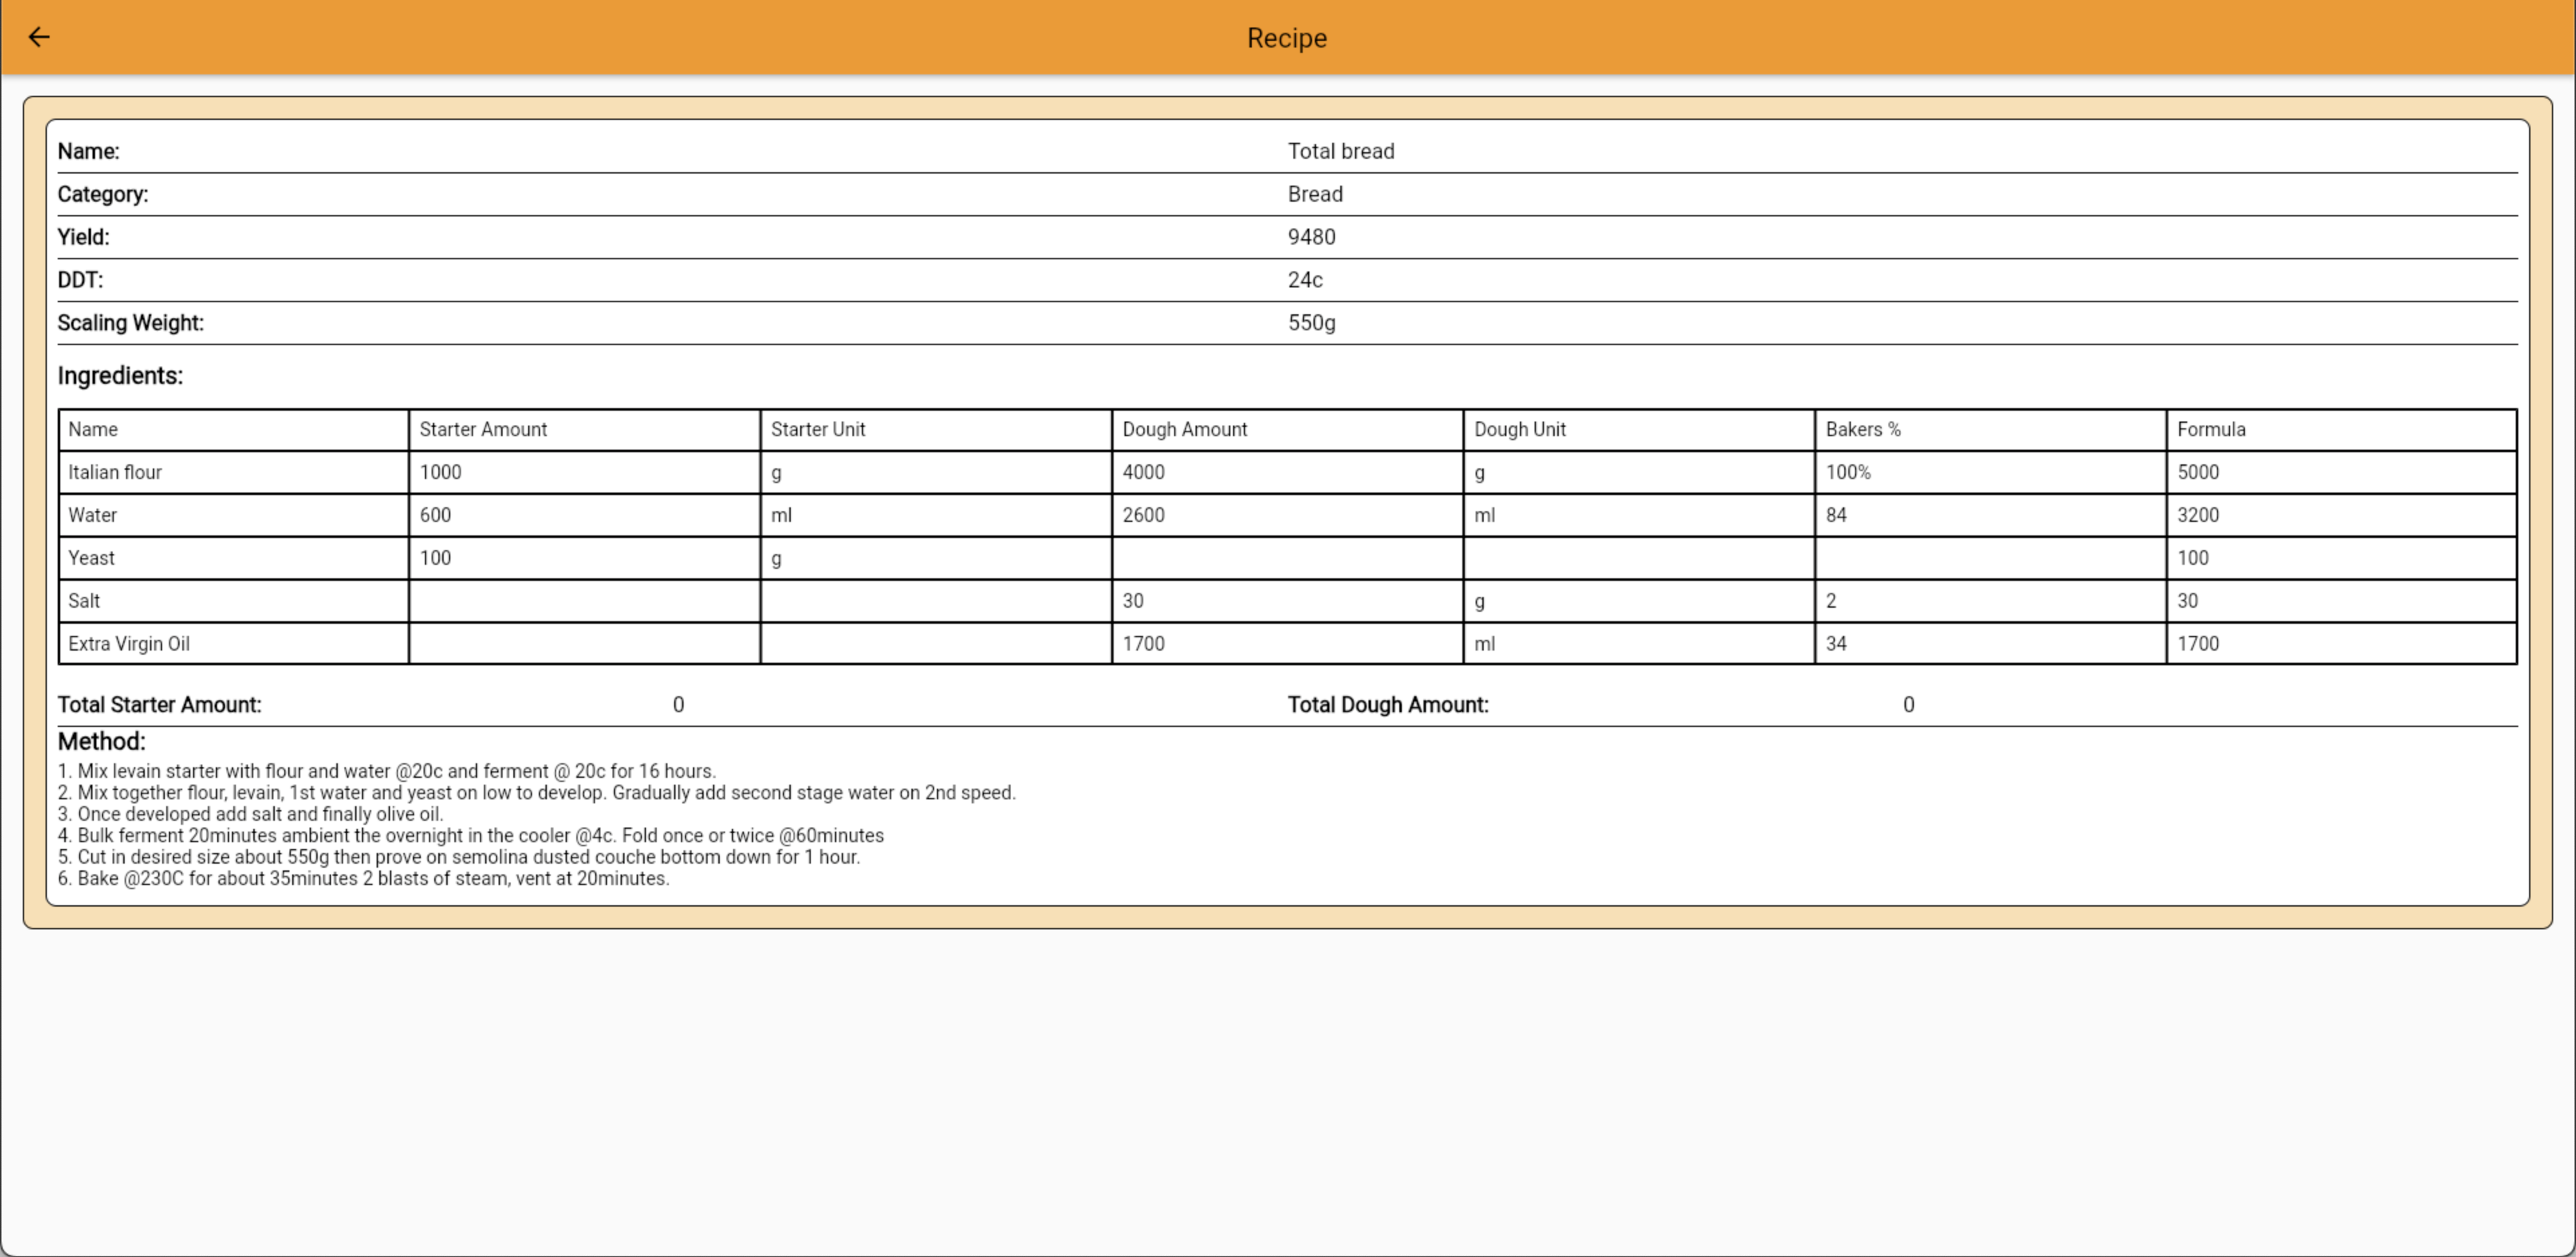 Recipe
Name: Total bread
Category: Bread
Yield: 9480
DDT: 24c
Scaling Weight: 550g
Ingredients:
Name Starter Amount Starter Unit Dough Amount Dough Unit Bakers % Formula
Italian flour 1000 g 4000 g 100% 5000
Water 600 ml 2600 ml 84 3200
Yeast 100 g 100
Salt 30 g 2 30
Extra Virgin Oil 1700 ml 34 1700
Total Starter Amount: 0 Total Dough Amount: 0
Method:
1. Mix levain starter with flour and water @20c and ferment @ 20c for 16 hours.
2. Mix together flour, levain, 1st water and yeast on low to develop. Gradually add second stage water on 2nd speed.
3. Once developed add salt and finally olive oil.
4. Bulk ferment 20minutes ambient the overnight in the cooler @4c. Fold once or twice @60minutes
5. Cut in desired size about 550g then prove on semolina dusted couche bottom down for 1 hour.
6. Bake @230C for about 35minutes 2 blasts of steam, vent at 20minutes.